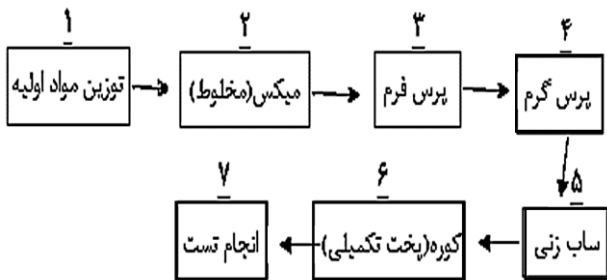 ۱
توزین مواد اولیه
۲
میکس(مخلوط)
۳
پرس فرم
۴
پرس گرم
۵
ساب زنی
۶
کوره(پخت تکمیلی)
۷
انجام تست